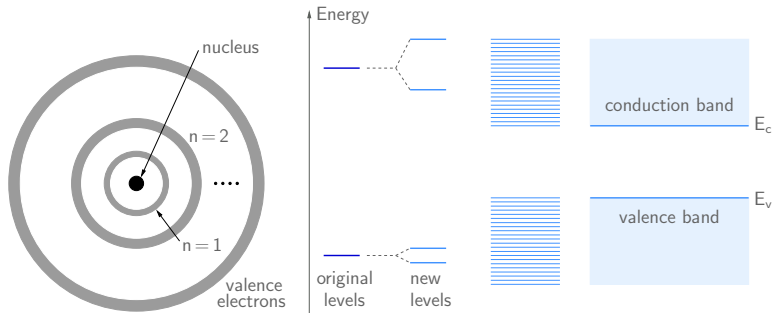 nucleus
n = 2
n = 1
valence
electrons
Energy
original
levels
new
levels
conduction band
E_c
E_v
valence band